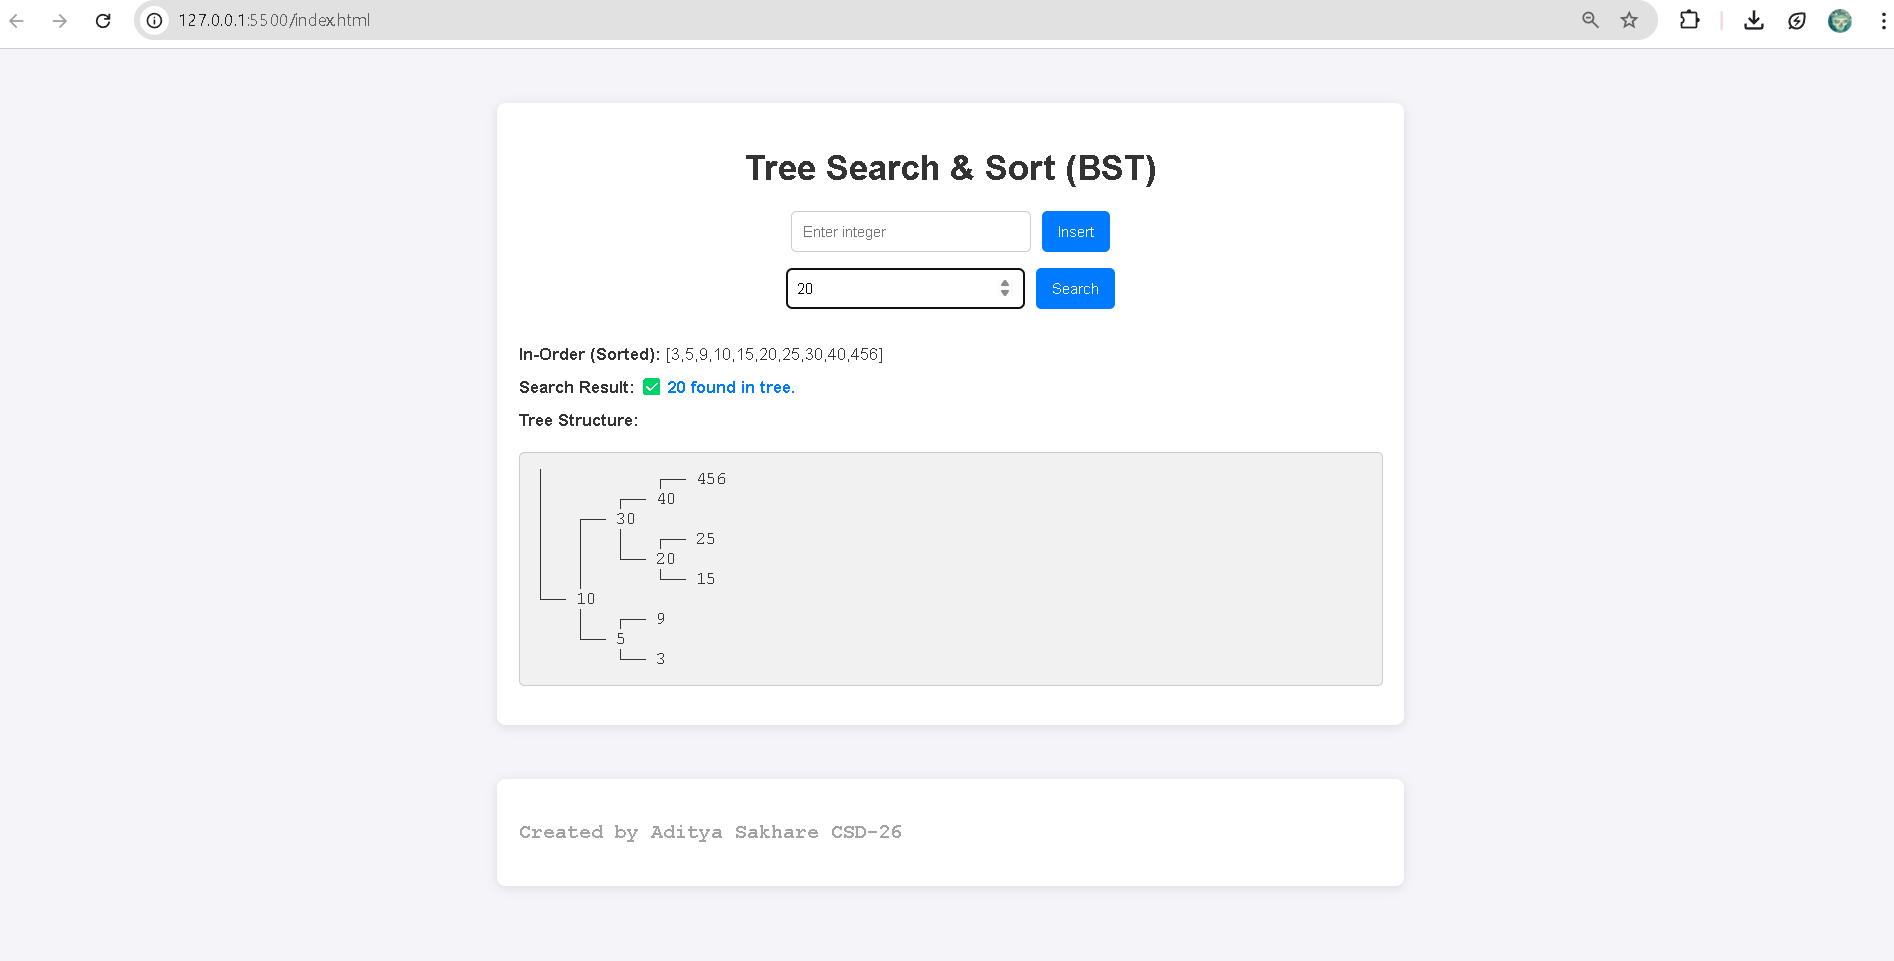 127.0.0.1:5500/index.html
Tree Search & Sort (BST)
Enter integer
Insert
20
Search
In-Order (Sorted): [3,5,9,10,15,20,25,30,40,456]
Search Result: ✅ 20 found in tree.
Tree Structure:
456
40
30
25
20
15
10
9
5
3
Created by Aditya Sakhare CSD-26